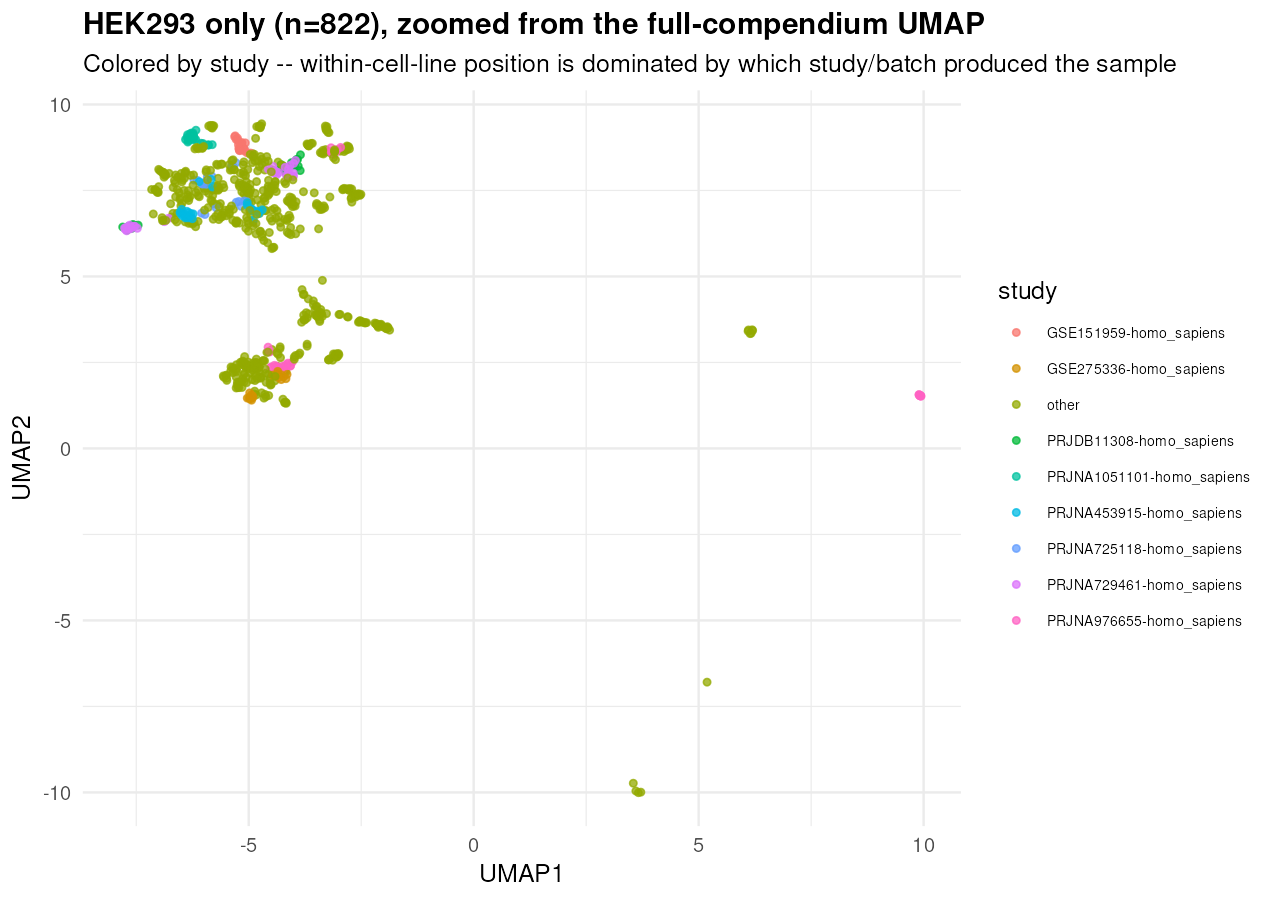 HEK293 only (n=822), zoomed from the full-compendium UMAP
Colored by study -- within-cell-line position is dominated by which study/batch produced the sample
10
5
0
-5
-10
UMAP2
-5
0
5
10
UMAP1
study
GSE151959-homo_sapiens
GSE275336-homo_sapiens
other
PRJDB11308-homo_sapiens
PRJNA1051101-homo_sapiens
PRJNA453915-homo_sapiens
PRJNA725118-homo_sapiens
PRJNA729461-homo_sapiens
PRJNA976655-homo_sapiens